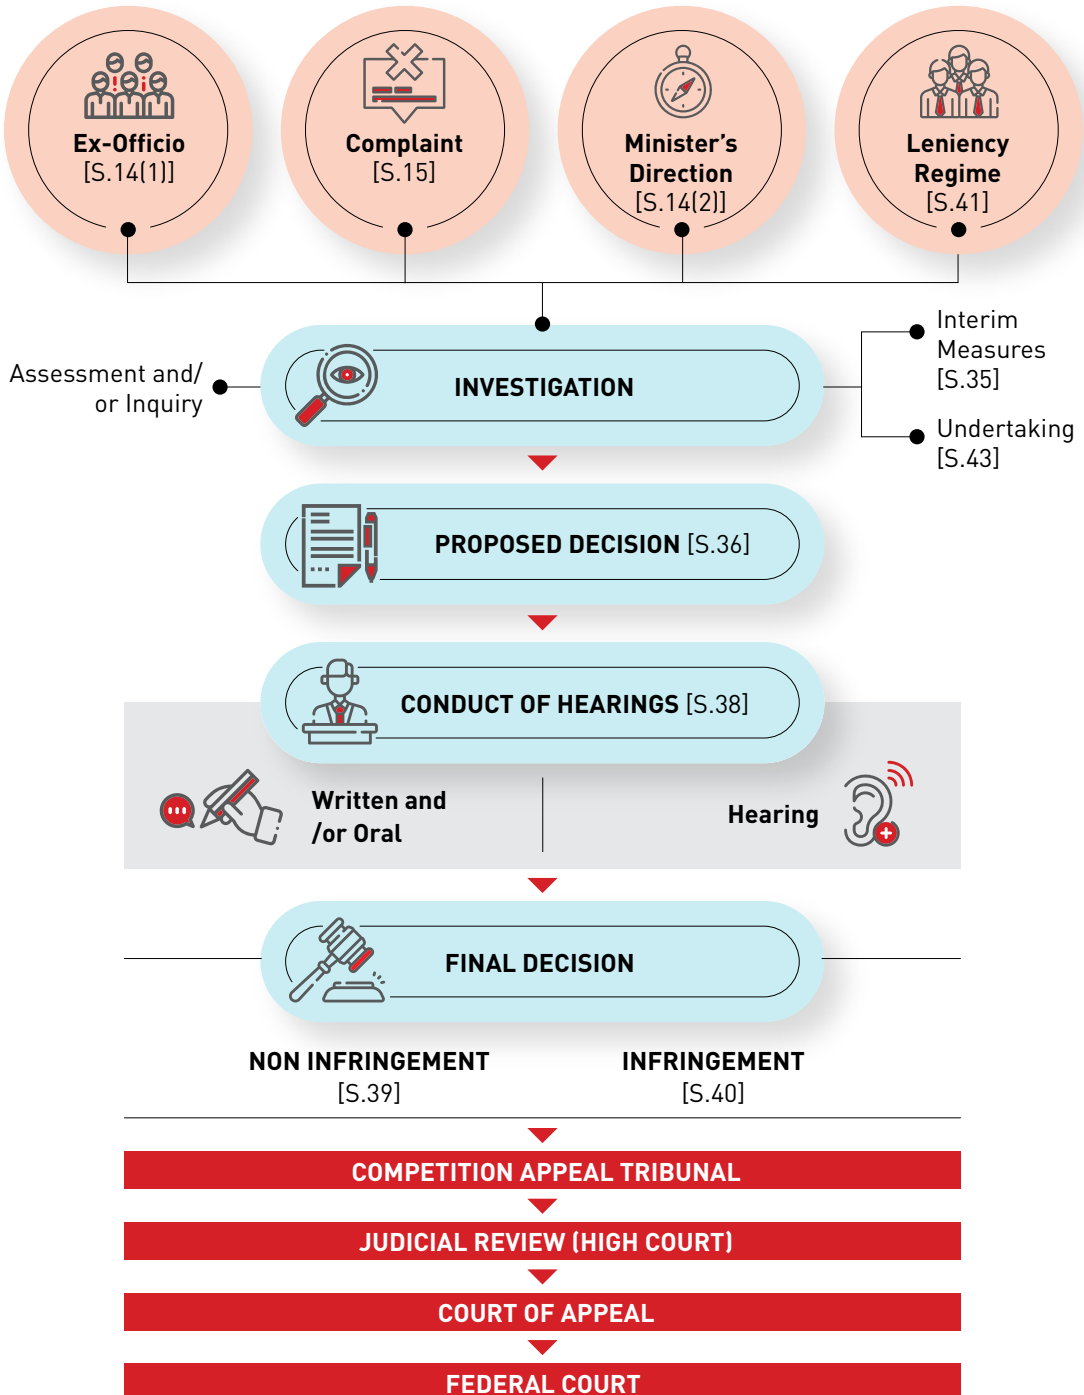 Ex-Officio
[S.14(1)]
Complaint
[S.15]
Minister's
Direction
[S.14(2)]
Leniency
Regime
[S.41]
Assessment and/
or Inquiry
INVESTIGATION
Interim
Measures
[S.35]
Undertaking
[S.43]
PROPOSED DECISION [S.36]
CONDUCT OF HEARINGS [S.38]
Written and
/or Oral
Hearing
FINAL DECISION
NON INFRINGEMENT
[S.39]
INFRINGEMENT
[S.40]
COMPETITION APPEAL TRIBUNAL
JUDICIAL REVIEW (HIGH COURT)
COURT OF APPEAL
FEDERAL COURT